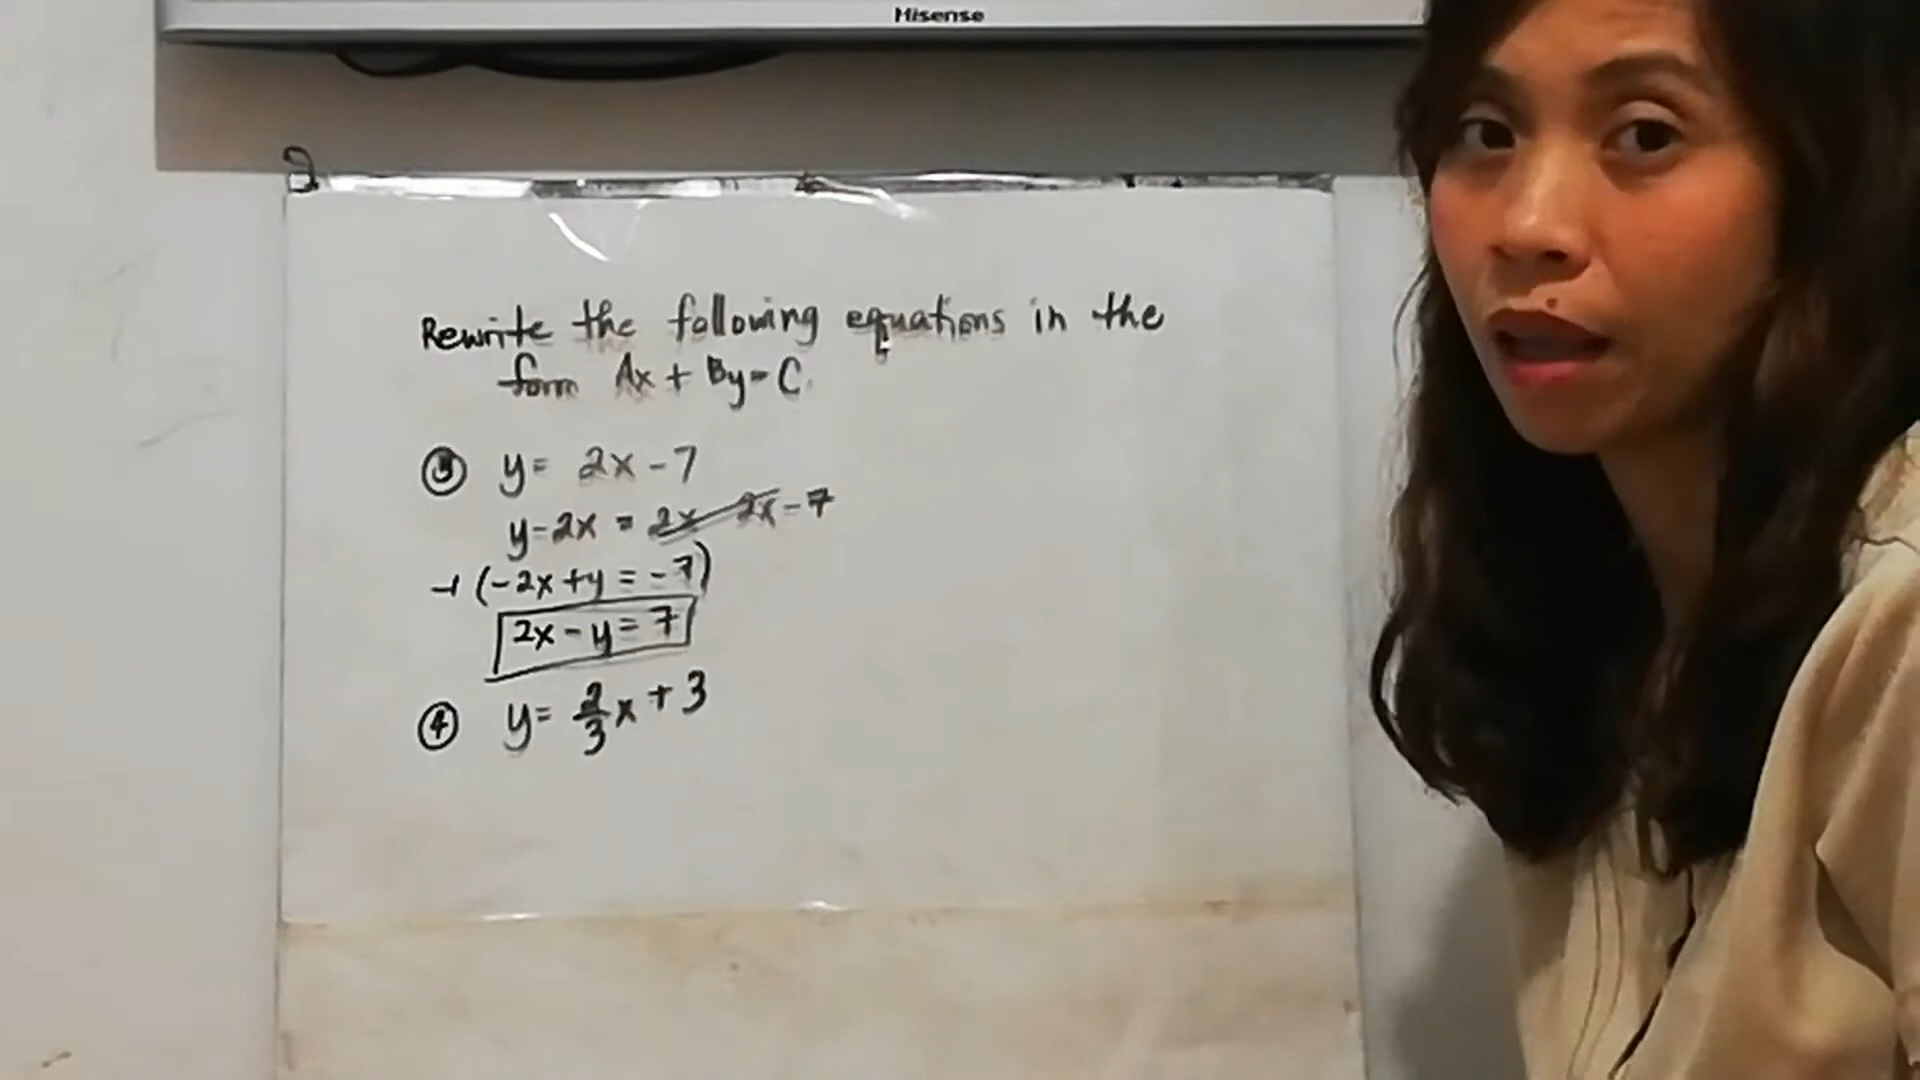 Hisense
Rewrite the following equations in the
form Ax + By = C.
③ y = 2x - 7
y - 2x = 2x - 2x - 7
-1 (-2x + y = -7)
2x - y = 7
④ y = 2/3 x + 3